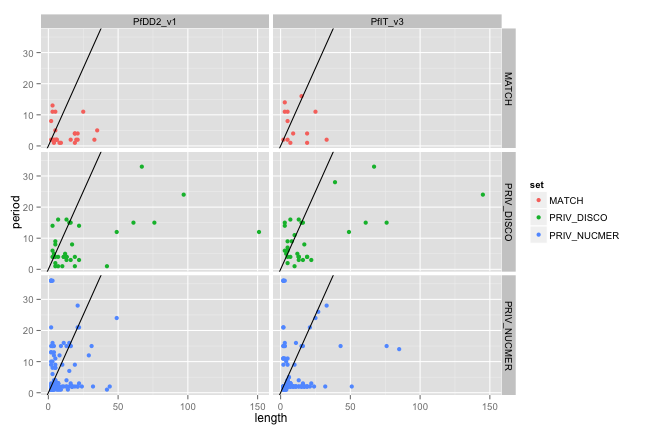 PfDD2_v1 PfIT_v3
30
20
10
0
MATCH
30
20
10
0
PRIV_DISCO
30
20
10
0
PRIV_NUCMER
period
0 50 100 150 0 50 100 150
length
set
MATCH
PRIV_DISCO
PRIV_NUCMER